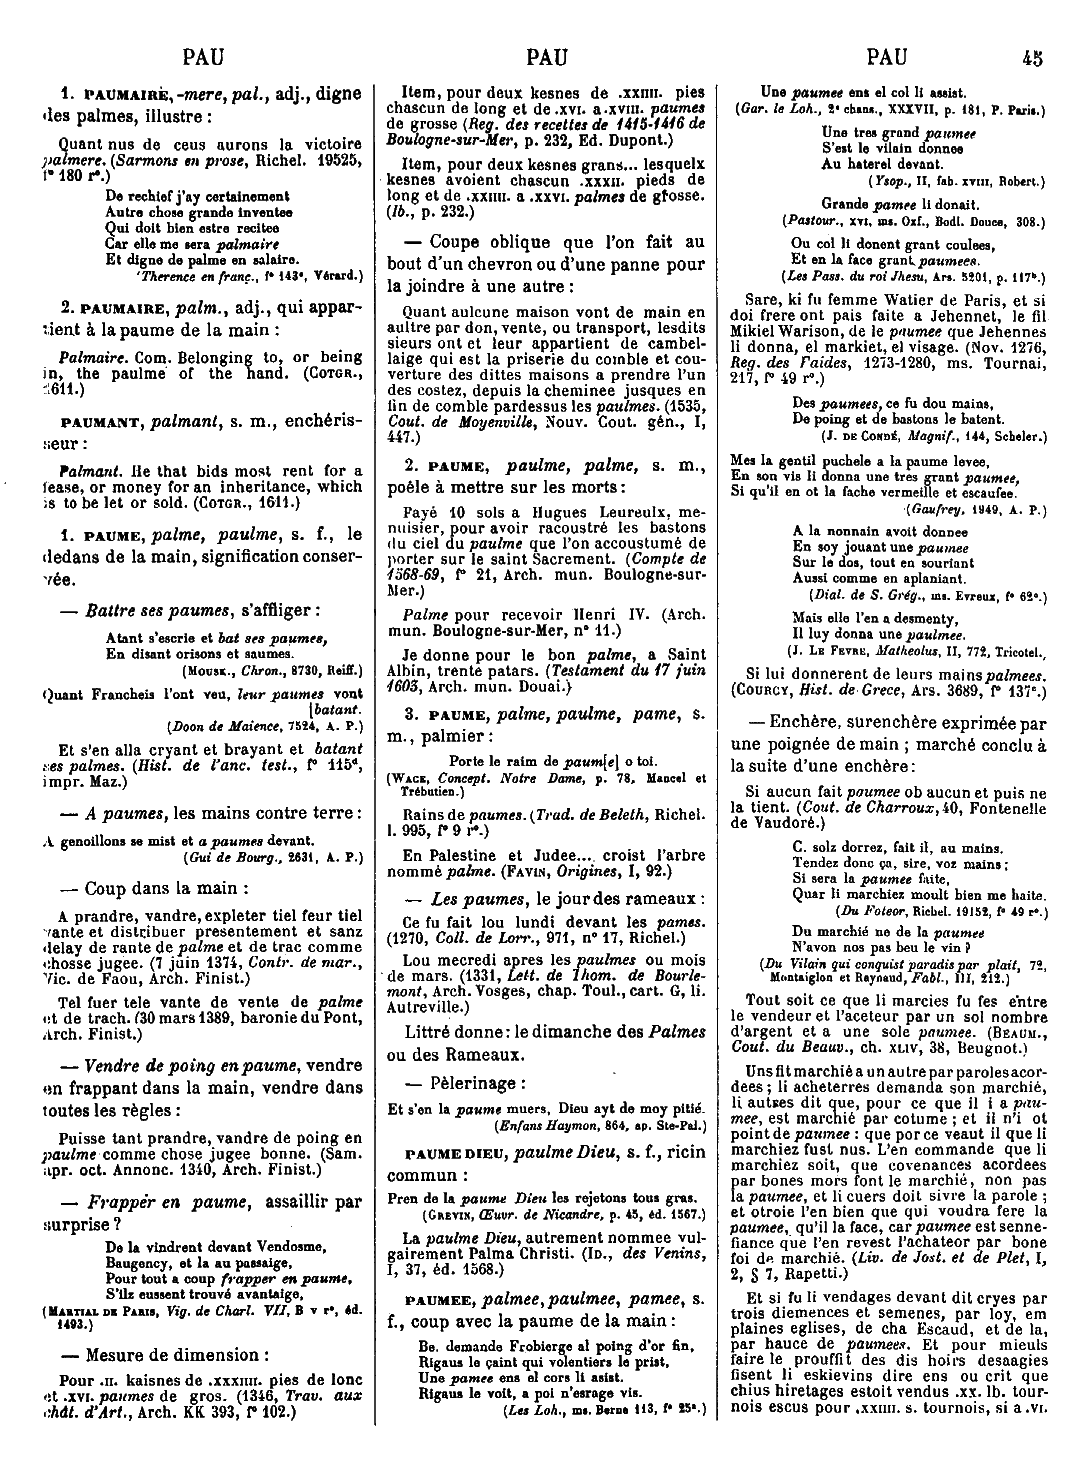 PAU PAU PAU 45
1. PAUMAIRE, -mere, pal., adj., digne
des palmes, illustre :
Quant nus de ceus aurons la victoire
palmere. (Sarmons en prose, Richel. 19525,
f° 180 r°.)
De rechief j'ay certainement
Autre chose grande inventee
Qui doit bien estre recitee
Car elle me sera palmaire
Et digne de palme en salaire.
(Therence en franç., f° 143ᵃ, Vérard.)
2. PAUMAIRE, palm., adj., qui appar-
tient à la paume de la main :
Palmaire. Com. Belonging to, or being
in, the paulme of the hand. (COTGR.,
1611.)
PAUMANT, palmant, s. m., enchéris-
seur :
Palmant. He that bids most rent for a
lease, or money for an inheritance, which
is to be let or sold. (COTGR., 1611.)
1. PAUME, palme, paulme, s. f., le
dedans de la main, signification conser-
vée.
— Battre ses paumes, s'affliger :
Atant s'escrie et bat ses paumes,
En disant orisons et saumes.
(MOUSK., Chron., 8730, Reiff.)
Quant Francheis l'ont veu, leur paumes vont
[batant.
(Doon de Maience, 7524, A. P.)
Et s'en alla cryant et brayant et batant
ses palmes. (Hist. de l'anc. test., f° 115ᵈ,
impr. Maz.)
— A paumes, les mains contre terre :
A genoillons se mist et a paumes devant.
(Gui de Bourg., 2631, A. P.)
— Coup dans la main :
A prandre, vandre, expleter tiel feur tiel
vante et distribuer presentement et sanz
delay de rante de palme et de trac comme
chosse jugee. (7 juin 1374, Contr. de mar.,
Vic. de Faou, Arch. Finist.)
Tel fuer tele vante de vente de palme
et de trach. (30 mars 1389, baronie du Pont,
Arch. Finist.)
— Vendre de poing en paume, vendre
en frappant dans la main, vendre dans
toutes les règles :
Puisse tant prandre, vandre de poing en
paulme comme chose jugee bonne. (Sam.
apr. oct. Annonc. 1340, Arch. Finist.)
— Frapper en paume, assaillir par
surprise ?
De la vindrent devant Vendosme,
Baugency, et la au passaige,
Pour tout a coup frapper en paume,
S'ilz eussent trouvé avantaige,
(MARTIAL DE PARIS, Vig. de Charl. VII, B v r°, éd.
1493.)
— Mesure de dimension :
Pour .II. kaisnes de .XXXIIII. pies de lonc
et .XVI. paumes de gros. (1346, Trav. aux
chât. d'Art., Arch. KK 393, f° 102.)
Item, pour deux kesnes de .XXIIII. pies
chascun de long et de .XVI. a .XVIII. paumes
de grosse (Reg. des recettes de 1415-1416 de
Boulogne-sur-Mer, p. 232, Ed. Dupont.)
Item, pour deux kesnes grans... lesquelx
kesnes avoient chascun .XXXII. pieds de
long et de .XXIIII. a .XXVI. palmes de grosse.
(Ib., p. 232.)
— Coupe oblique que l'on fait au
bout d'un chevron ou d'une panne pour
la joindre à une autre :
Quant aulcune maison vont de main en
aultre par don, vente, ou transport, lesdits
sieurs ont et leur appartient de cambel-
laige qui est la priserie du comble et cou-
verture des dittes maisons a prendre l'un
des costez, depuis la cheminee jusques en
fin de comble pardessus les paulmes. (1535,
Cout. de Moyenville, Nouv. Cout. gén., I,
447.)
2. PAUME, paulme, palme, s. m.,
poêle à mettre sur les morts :
Payé 10 sols a Hugues Leureulx, me-
nuisier, pour avoir racoustré les bastons
du ciel du paulme que l'on accoustumé de
porter sur le saint Sacrement. (Compte de
1568-69, f° 21, Arch. mun. Boulogne-sur-
Mer.)
Palme pour recevoir Henri IV. (Arch.
mun. Boulogne-sur-Mer, n° 11.)
Je donne pour le bon palme, a Saint
Albin, trente patars. (Testament du 17 juin
1603, Arch. mun. Douai.)
3. PAUME, palme, paulme, pame, s.
m., palmier :
Porte le raim de paum[e] o toi.
(WACE, Concept. Notre Dame, p. 78, Mancel et
Trébutien.)
Rains de paumes. (Trad. de Beleth, Richel.
l. 995, f° 9 r°.)
En Palestine et Judee... croist l'arbre
nommé palme. (FAVIN, Origines, I, 92.)
— Les paumes, le jour des rameaux :
Ce fu fait lou lundi devant les pames.
(1270, Coll. de Lorr., 971, n° 17, Richel.)
Lou mecredi apres les paulmes ou mois
de mars. (1331, Lett. de Thom. de Bourle-
mont, Arch. Vosges, chap. Toul., cart. G, li.
Autreville.)
Littré donne : le dimanche des Palmes
ou des Rameaux.
— Pèlerinage :
Et s'en la paume muers, Dieu ayt de moy pitié.
(Enfans Haymon, 864, ap. Ste-Pal.)
PAUME DIEU, paulme Dieu, s. f., ricin
commun :
Pren de la paume Dieu les rejetons tous gras.
(GREVIN, Œuvr. de Nicandre, p. 45, éd. 1567.)
La paulme Dieu, autrement nommee vul-
gairement Palma Christi. (ID., des Venins,
I, 37, éd. 1568.)
PAUMEE, palmee, paulmee, pamee, s.
f., coup avec la paume de la main :
Be. demande Frobierge al poing d'or fin,
Rigaus le çaint qui volentiers le prist,
Une pamee ens el cors li assist.
Rigaus le voit, a poi n'esrage vis.
(Les Loh., ms. Berne 113, f° 25ᵃ.)
Une paumee ens el col li assist.
(Gar. le Loh., 2ᵉ chans., XXXVII, p. 181, P. Paris.)
Une tres grand paumee
S'est le vilain donnee
Au haterel devant.
(Ysop., II, fab. XVIII, Robert.)
Grande pamee li donait.
(Pastour., XVI, ms. Oxf., Bodl. Douce, 308.)
Ou col li donent grant coulees,
Et en la face grant paumees.
(Les Pass. du roi Jhesu, Ars. 5201, p. 117ᵇ.)
Sare, ki fu femme Watier de Paris, et si
doi frere ont pais faite a Jehennet, le fil
Mikiel Warison, de le paumee que Jehennes
li donna, el markiet, el visage. (Nov. 1276,
Reg. des Faides, 1273-1280, ms. Tournai,
217, f° 49 r°.)
Des paumees, ce fu dou mains,
De poing et de bastons le batent.
(J. DE CONDÉ, Magnif., 144, Scheler.)
Mes la gentil puchele a la paume levee,
En son vis li donna une tres grant paumee,
Si qu'il en ot la fache vermeille et escaufee.
(Gaufrey, 1949, A. P.)
A la nonnain avoit donnee
En soy jouant une paumee
Sur le dos, tout en souriant
Aussi comme en aplaniant.
(Dial. de S. Grég., ms. Evreux, f° 62ᵃ.)
Mais elle l'en a desmenty,
Il luy donna une paulmee.
(J. LE FEVRE, Matheolus, II, 772, Tricotel.)
Si lui donnerent de leurs mains palmees.
(COURCY, Hist. de Grece, Ars. 3689, f° 137ᶜ.)
— Enchère, surenchère exprimée par
une poignée de main ; marché conclu à
la suite d'une enchère :
Si aucun fait paumee ob aucun et puis ne
la tient. (Cout. de Charroux, 40, Fontenelle
de Vaudoré.)
C. solz dorrez, fait il, au mains.
Tendez donc ça, sire, voz mains ;
Si sera la paumee faite,
Quar li marchiez moult bien me haite.
(Du Foteor, Richel. 19152, f° 49 r°.)
Du marchié ne de la paumee
N'avon nos pas beu le vin ?
(Du Vilain qui conquist paradis par plait, 72,
Montaiglon et Raynaud, Fabl., III, 212.)
Tout soit ce que li marcies fu fes entre
le vendeur et l'aceteur par un sol nombre
d'argent et a une sole paumee. (BEAUM.,
Cout. du Beauv., ch. XLIV, 38, Beugnot.)
Uns fit marchié a un autre par paroles acor-
dees ; li acheterres demanda son marchié,
li autres dit que, pour ce que il i a pau-
mee, est marchié par cotume ; et il n'i ot
point de paumee : que por ce veaut il que li
marchiez fust nus. L'en commande que li
marchiez soit, que covenances acordees
par bones mors font le marchié, non pas
la paumee, et li cuers doit sivre la parole ;
et otroie l'en bien que qui voudra fere la
paumee, qu'il la face, car paumee est senne-
fiance que l'en revest l'achateor par bone
foi de marchié. (Liv. de Jost. et de Plet, I,
2, § 7, Rapetti.)
Et si fu li vendages devant dit cryes par
trois diemences et semenes, par loy, em
plaines eglises, de cha Escaud, et de la,
par hauce de paumees. Et pour mieuls
faire le prouffit des dis hoirs desaagies
fisent li eskievins dire ens ou crit que
chius hiretages estoit vendus .XX. lb. tour-
nois escus pour .XXIIII. s. tournois, si a .VI.